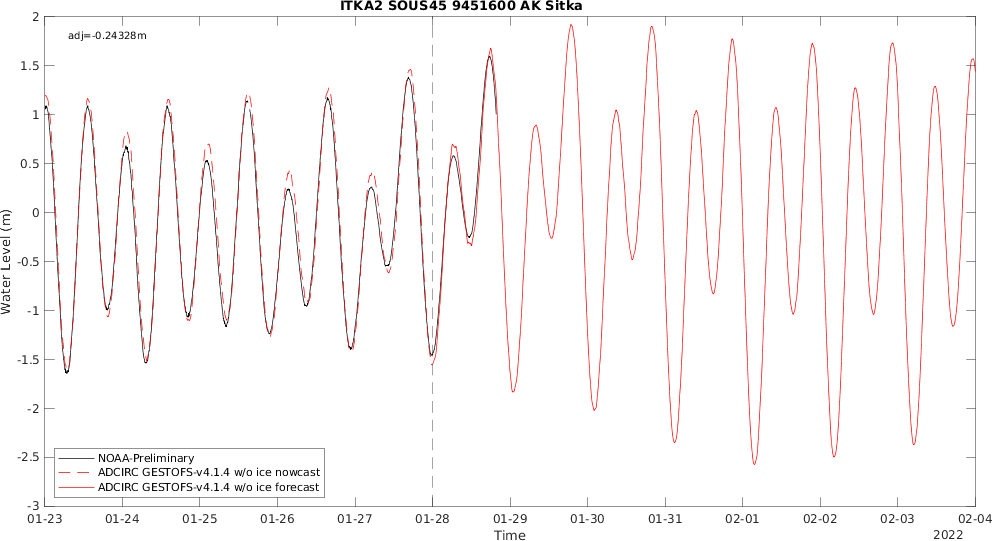 ITKA2 SOUS45 9451600 AK Sitka
adj=-0.24328m
2
1.5
1
0.5
0
-0.5
-1
-1.5
-2
-2.5
-3
Water Level (m)
NOAA-Preliminary
ADCIRC GESTOFS-v4.1.4 w/o ice nowcast
ADCIRC GESTOFS-v4.1.4 w/o ice forecast
01-23 01-24 01-25 01-26 01-27 01-28 01-29 01-30 01-31 02-01 02-02 02-03 02-04
Time
2022